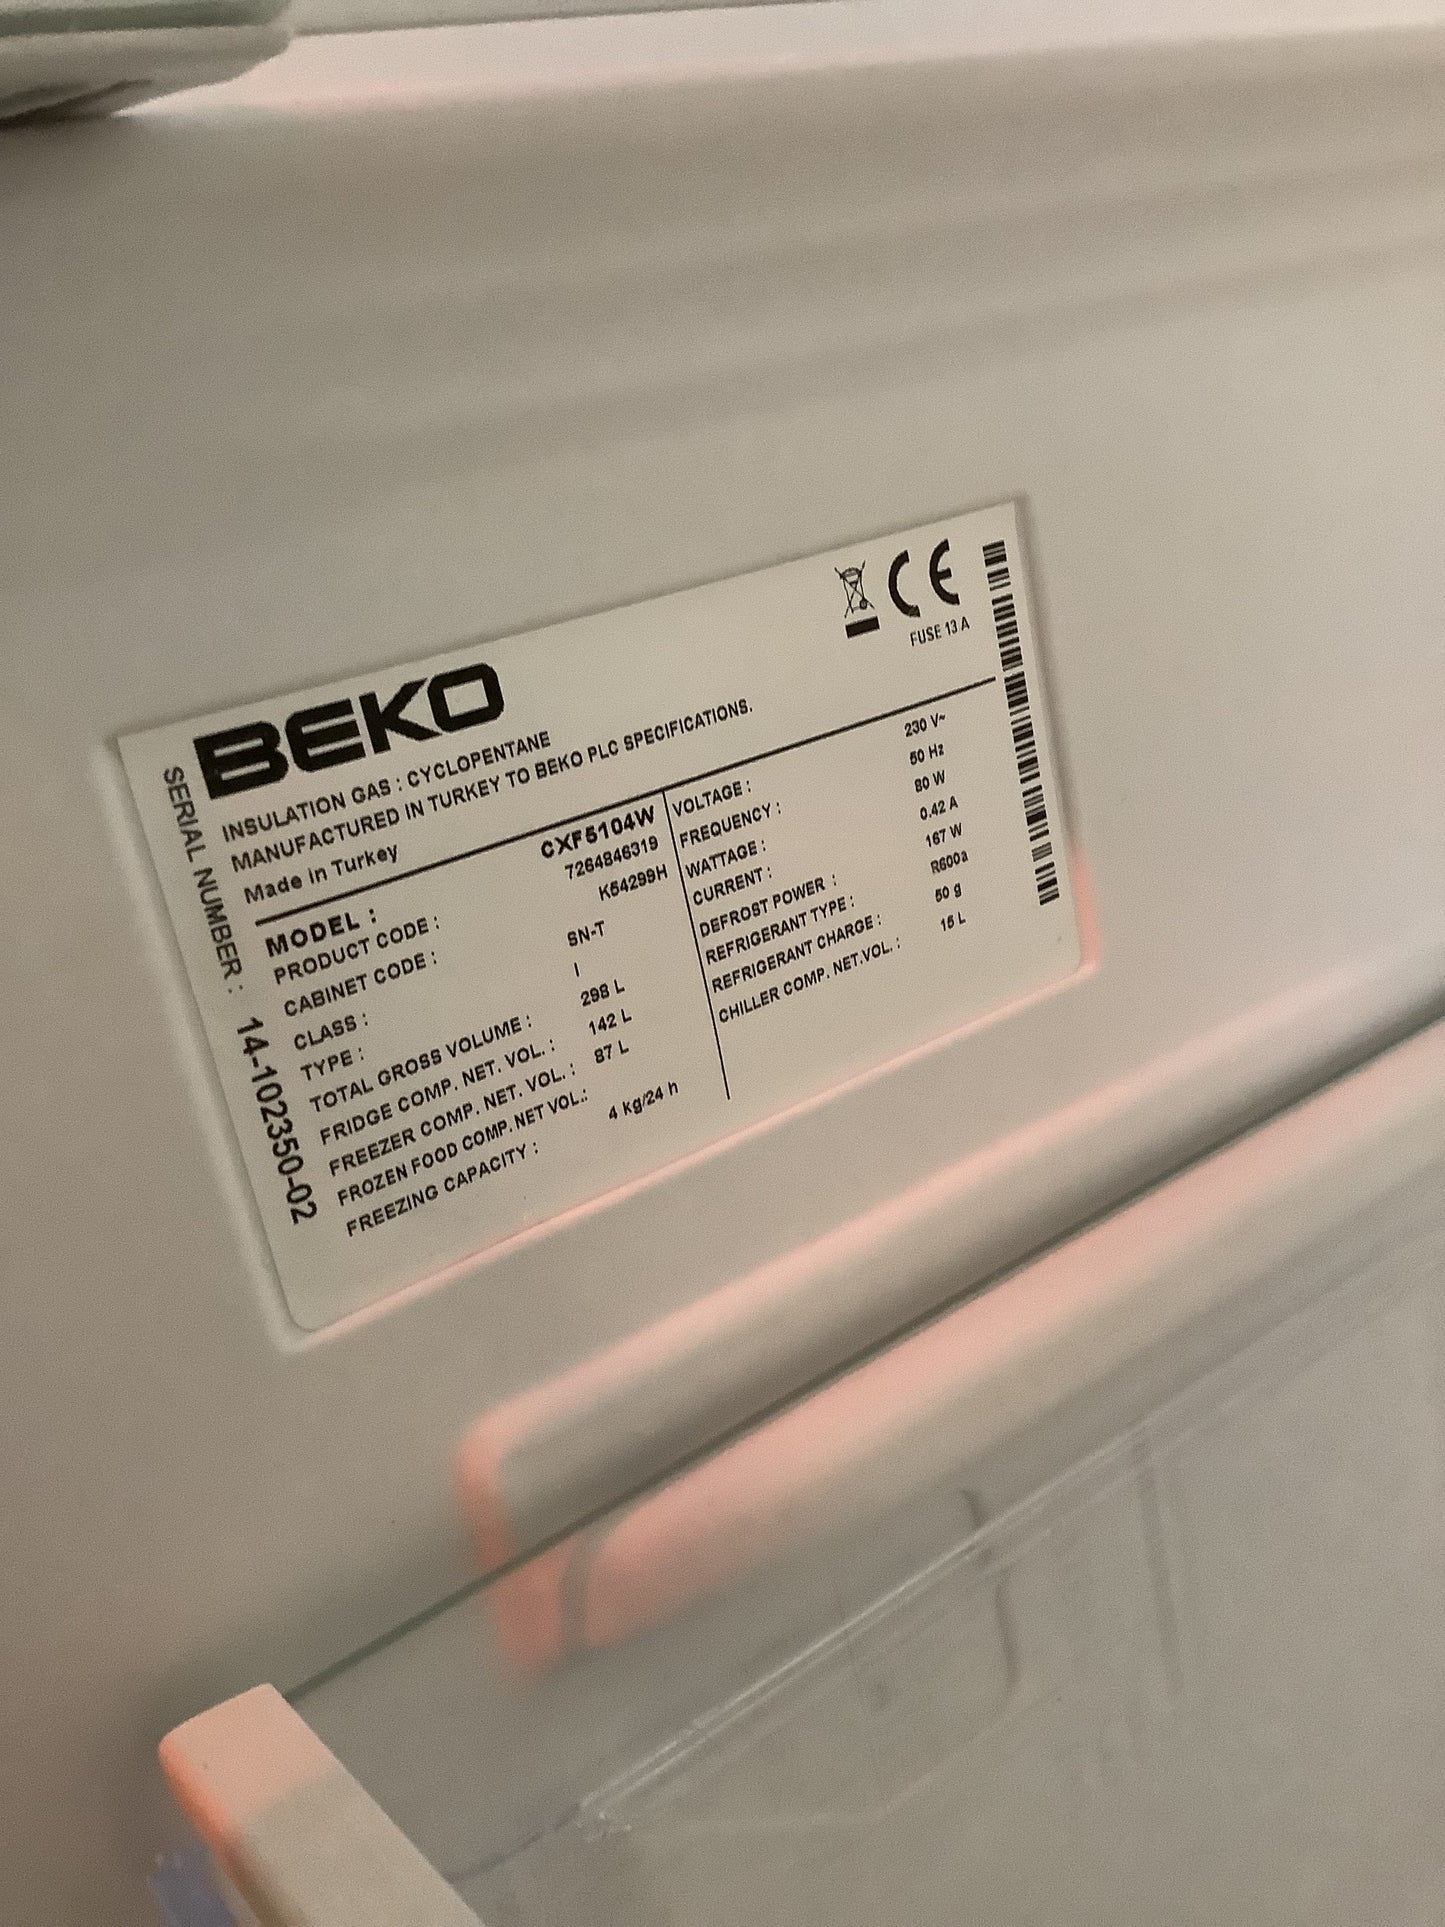 BEKO
CE
FUSE 13 A
INSULATION GAS : CYCLOPENTANE
MANUFACTURED IN TURKEY TO BEKO PLC SPECIFICATIONS.
Made in Turkey
SERIAL NUMBER : 14-102350-02
MODEL : CXF5104W
PRODUCT CODE : 7264846319
CABINET CODE : K54299H
CLASS : SN-T
TYPE : I
TOTAL GROSS VOLUME : 298 L
FRIDGE COMP. NET. VOL. : 142 L
FREEZER COMP. NET. VOL. : 87 L
FROZEN FOOD COMP. NET VOL.:
FREEZING CAPACITY : 4 kg/24 h
VOLTAGE : 230 V~
FREQUENCY : 50 Hz
WATTAGE : 80 W
CURRENT : 0.42 A
DEFROST POWER : 167 W
REFRIGERANT TYPE : R600a
REFRIGERANT CHARGE : 50 g
CHILLER COMP. NET.VOL. : 15 L